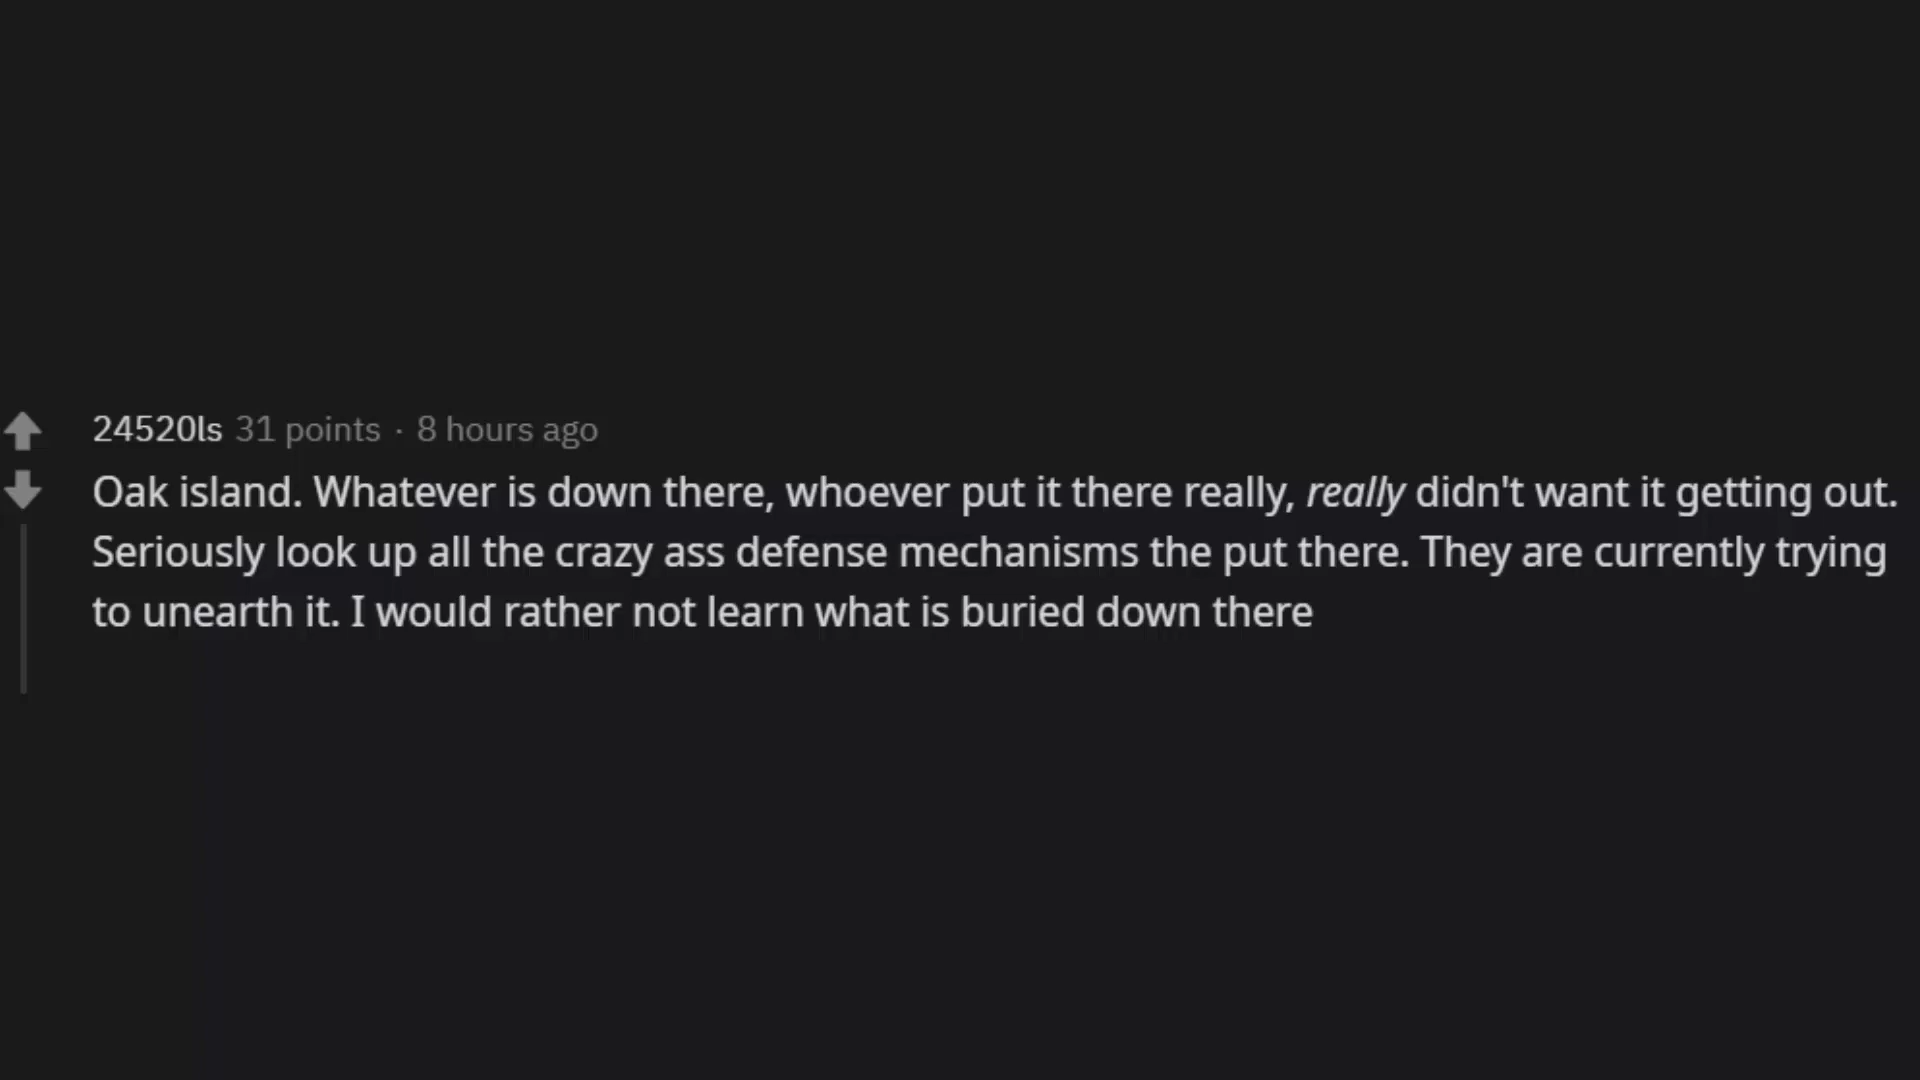 24520ls 31 points · 8 hours ago
Oak island. Whatever is down there, whoever put it there really, really didn't want it getting out.
Seriously look up all the crazy ass defense mechanisms the put there. They are currently trying
to unearth it. I would rather not learn what is buried down there